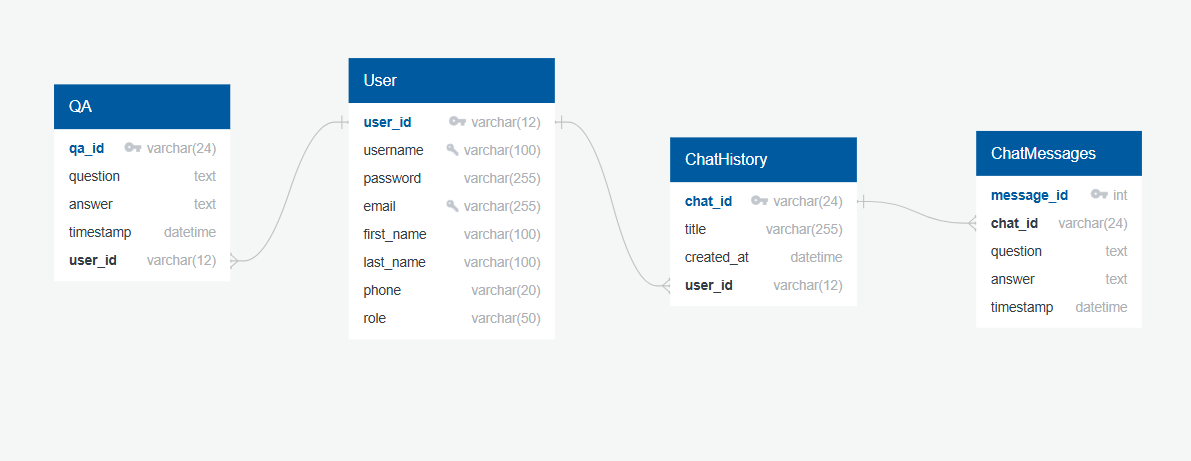 QA
qa_id varchar(24)
question text
answer text
timestamp datetime
user_id varchar(12)
User
user_id varchar(12)
username varchar(100)
password varchar(255)
email varchar(255)
first_name varchar(100)
last_name varchar(100)
phone varchar(20)
role varchar(50)
ChatHistory
chat_id varchar(24)
title varchar(255)
created_at datetime
user_id varchar(12)
ChatMessages
message_id int
chat_id varchar(24)
question text
answer text
timestamp datetime